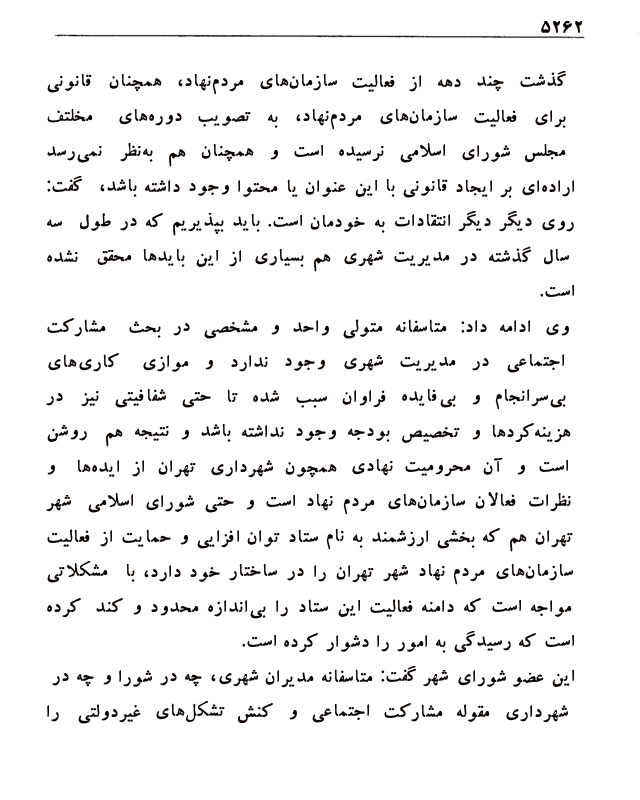 ۵۲۶۲
گذشت چند دهه از فعالیت سازمان‌های مردم‌نهاد، همچنان قانونی
برای فعالیت سازمان‌های مردم‌نهاد، به تصویب دوره‌های مخلتف
مجلس شورای اسلامی نرسیده است و همچنان هم به‌نظر نمی‌رسد
اراده‌ای بر ایجاد قانونی با این عنوان یا محتوا وجود داشته باشد، گفت:
روی دیگر دیگر انتقادات به خودمان است. باید بپذیریم که در طول سه
سال گذشته در مدیریت شهری هم بسیاری از این بایدها محقق نشده
است.
وی ادامه داد: متاسفانه متولی واحد و مشخصی در بحث مشارکت
اجتماعی در مدیریت شهری وجود ندارد و موازی کاری‌های
بی‌سرانجام و بی‌فایده فراوان سبب شده تا حتی شفافیتی نیز در
هزینه‌کردها و تخصیص بودجه وجود نداشته باشد و نتیجه هم روشن
است و آن محرومیت نهادی همچون شهرداری تهران از ایده‌ها و
نظرات فعالان سازمان‌های مردم نهاد است و حتی شورای اسلامی شهر
تهران هم که بخشی ارزشمند به نام ستاد توان افزایی و حمایت از فعالیت
سازمان‌های مردم نهاد شهر تهران را در ساختار خود دارد، با مشکلاتی
مواجه است که دامنه فعالیت این ستاد را بی‌اندازه محدود و کند کرده
است که رسیدگی به امور را دشوار کرده است.
این عضو شورای شهر گفت: متاسفانه مدیران شهری، چه در شورا و چه در
شهرداری مقوله مشارکت اجتماعی و کنش تشکل‌های غیردولتی را